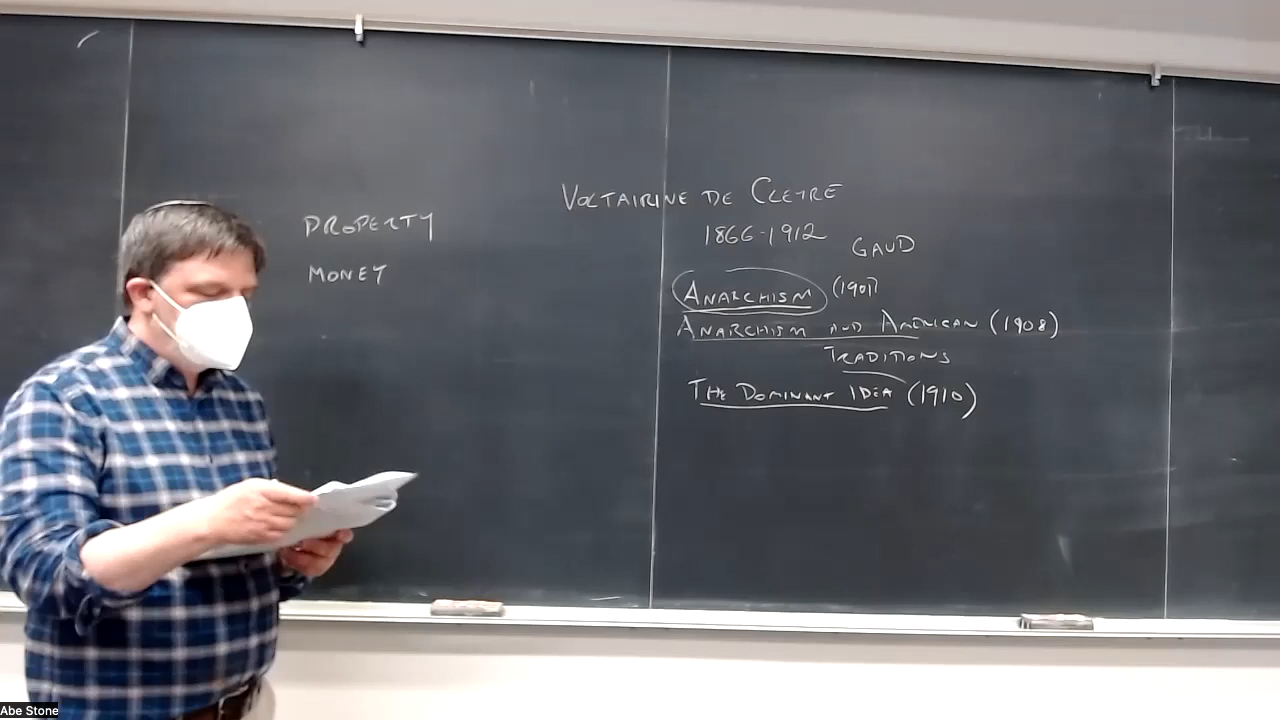 PROPERTY
MONEY
VOLTAIRINE DE CLEYRE
1866-1912
GAUD
ANARCHISM (1901)
ANARCHISM AND AMERICAN (1908)
TRADITIONS
THE DOMINANT IDEA (1910)
Abe Stone